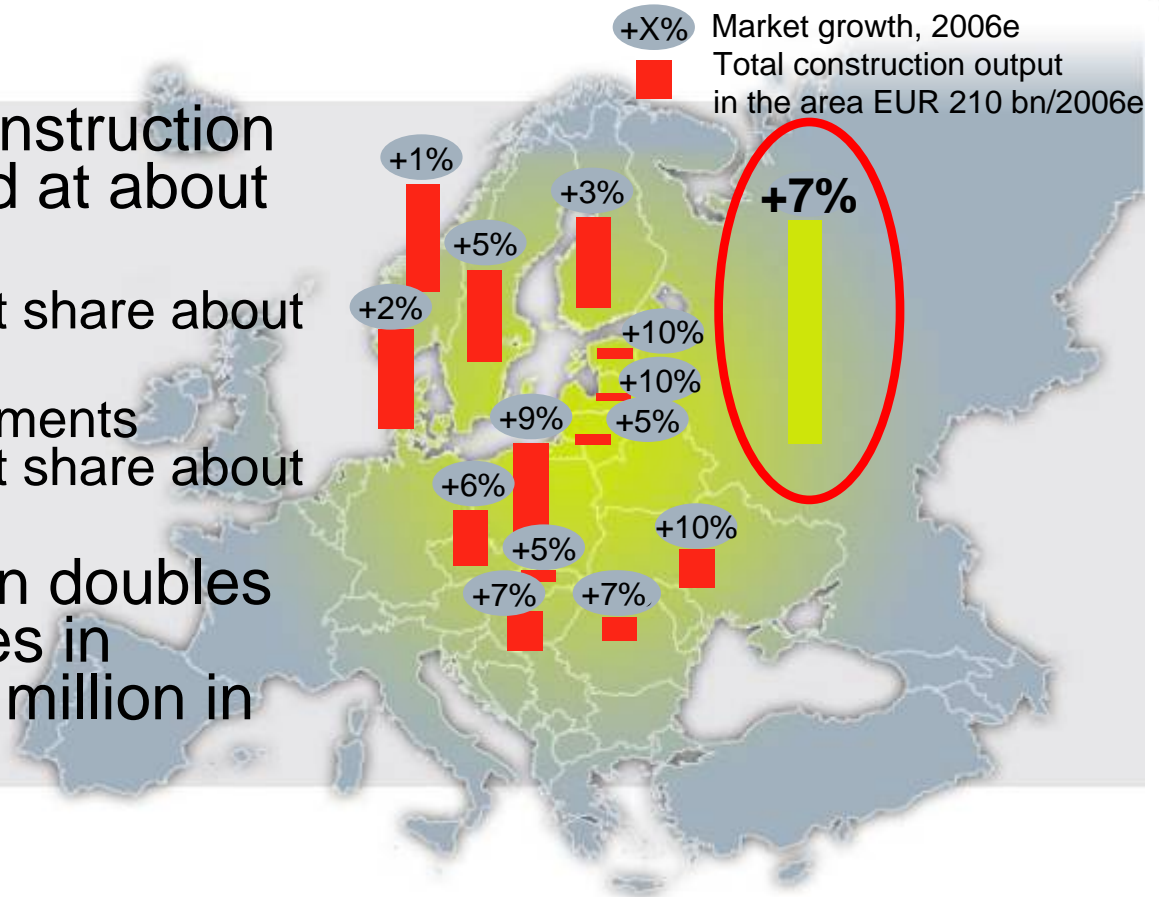 +X% Market growth, 2006e
Total construction output
in the area EUR 210 bn/2006e
nstruction
d at about
t share about
ments
t share about
n doubles
es in
million in
+1%
+3%
+7%
+5%
+2%
+10%
+10%
+9%
+5%
+6%
+10%
+5%
+7%
+7%